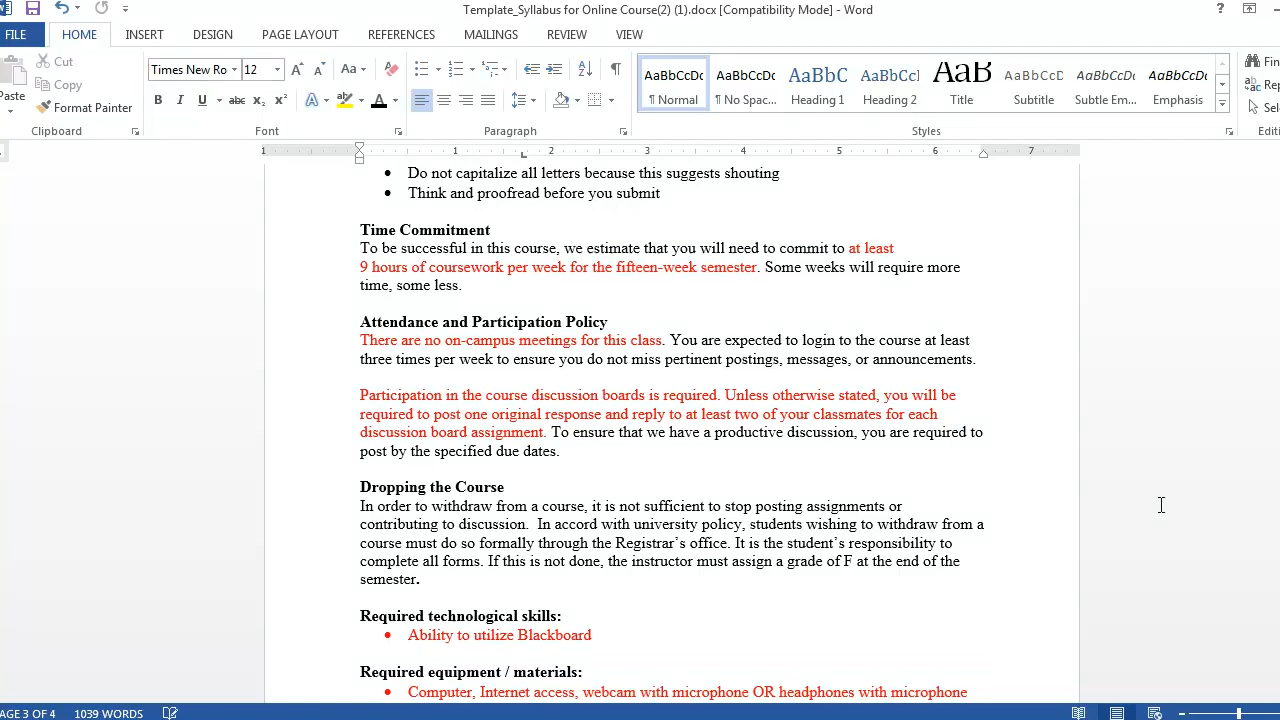 Template_Syllabus for Online Course(2) (1).docx [Compatibility Mode] - Word
FILE HOME INSERT DESIGN PAGE LAYOUT REFERENCES MAILINGS REVIEW VIEW
Cut
Copy
Paste
Format Painter
Clipboard
Times New Ro 12
Font
Paragraph
AaBbCcDc AaBbCcDc AaBbC AaBbCcI AaB AaBbCcD AaBbCcDt AaBbCcDt
¶ Normal ¶ No Spac... Heading 1 Heading 2 Title Subtitle Subtle Em... Emphasis
Styles
1 1 2 3 4 5 6 7
• Do not capitalize all letters because this suggests shouting
• Think and proofread before you submit
Time Commitment
To be successful in this course, we estimate that you will need to commit to at least
9 hours of coursework per week for the fifteen-week semester. Some weeks will require more
time, some less.
Attendance and Participation Policy
There are no on-campus meetings for this class. You are expected to login to the course at least
three times per week to ensure you do not miss pertinent postings, messages, or announcements.
Participation in the course discussion boards is required. Unless otherwise stated, you will be
required to post one original response and reply to at least two of your classmates for each
discussion board assignment. To ensure that we have a productive discussion, you are required to
post by the specified due dates.
Dropping the Course
In order to withdraw from a course, it is not sufficient to stop posting assignments or
contributing to discussion.  In accord with university policy, students wishing to withdraw from a
course must do so formally through the Registrar’s office. It is the student’s responsibility to
complete all forms. If this is not done, the instructor must assign a grade of F at the end of the
semester.
Required technological skills:
• Ability to utilize Blackboard
Required equipment / materials:
• Computer, Internet access, webcam with microphone OR headphones with microphone
AGE 3 OF 4 1039 WORDS